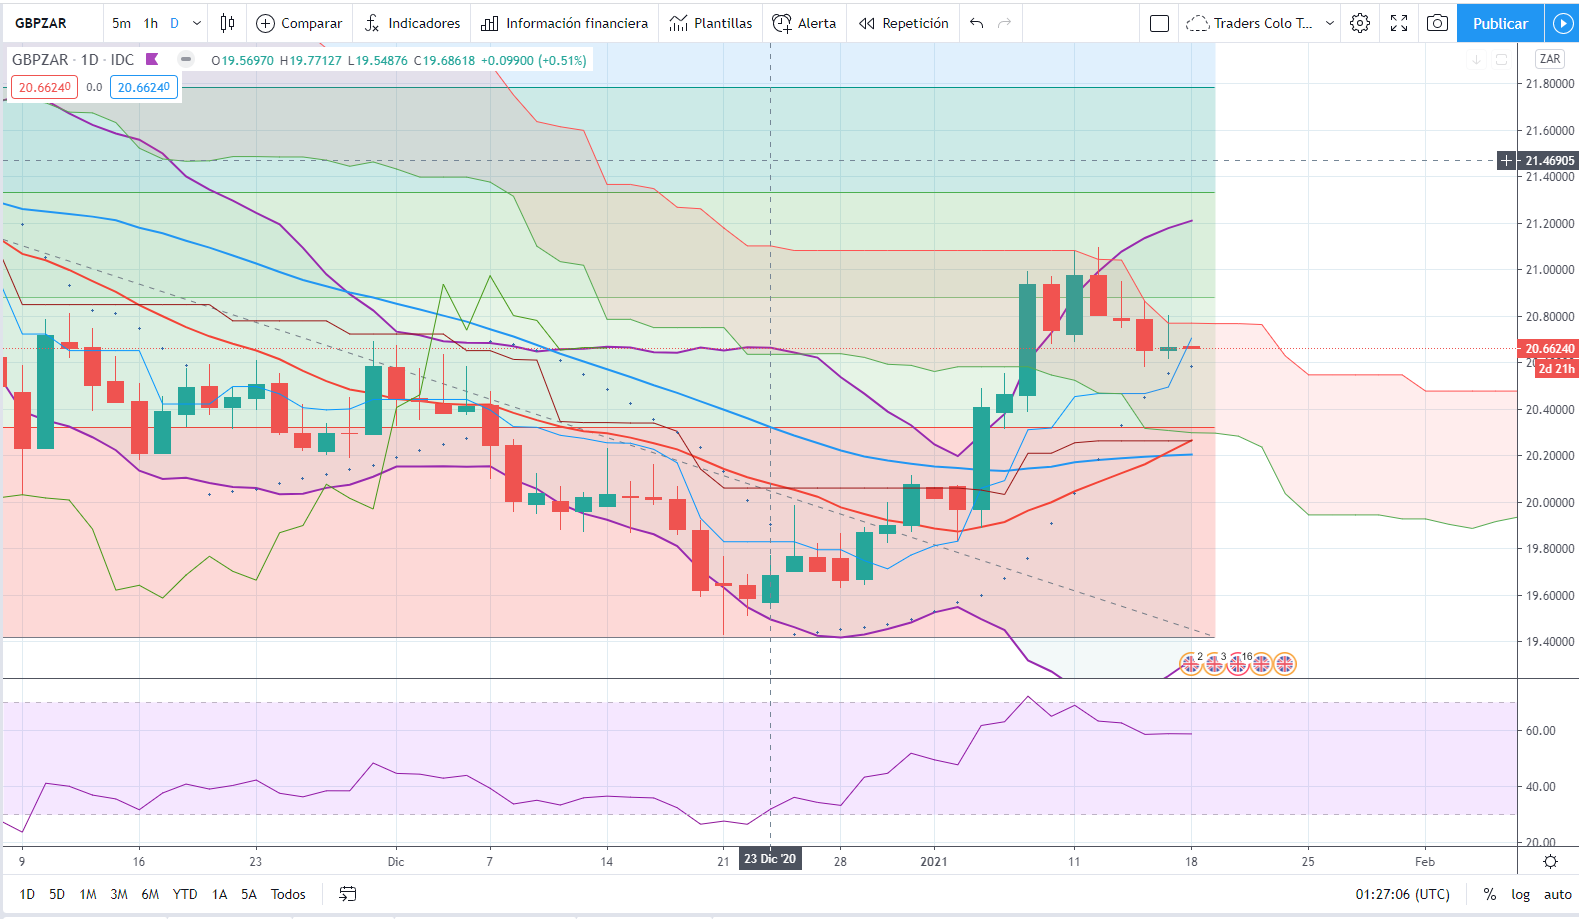 GBPZAR 5m 1h D Comparar Indicadores Información financiera Plantillas Alerta Repetición Traders Colo T... Publicar
GBPZAR · 1D · IDC O19.56970 H19.77127 L19.54876 C19.68618 +0.09900 (+0.51%)
ZAR
20.66240 0.0 20.66240
21.80000
21.60000
21.46905
21.40000
21.20000
21.00000
20.80000
20.66240
2d 21h
20.40000
20.20000
20.00000
19.80000
19.60000
19.40000
2 3 16
60.00
40.00
20.00
9 16 23 Dic 7 14 21 23 Dic '20 28 2021 11 18 25 Feb
1D 5D 1M 3M 6M YTD 1A 5A Todos 01:27:06 (UTC) % log auto